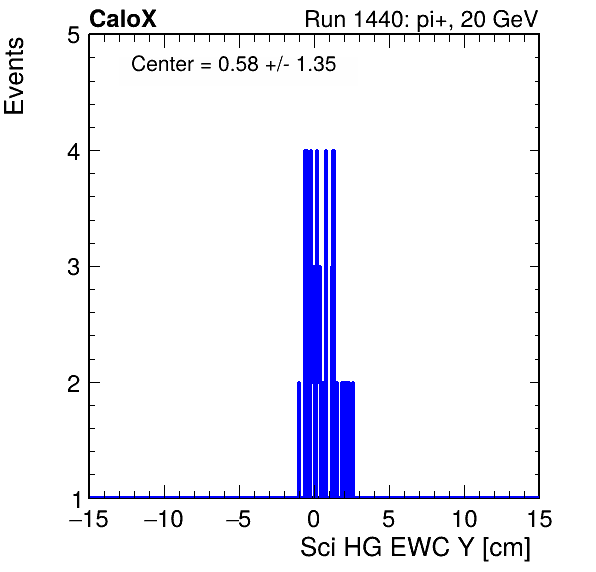 CaloX Run 1440: pi+, 20 GeV
Events
Center = 0.58 +/- 1.35
5
4
3
2
1
−15 −10 −5 0 5 10 15
Sci HG EWC Y [cm]